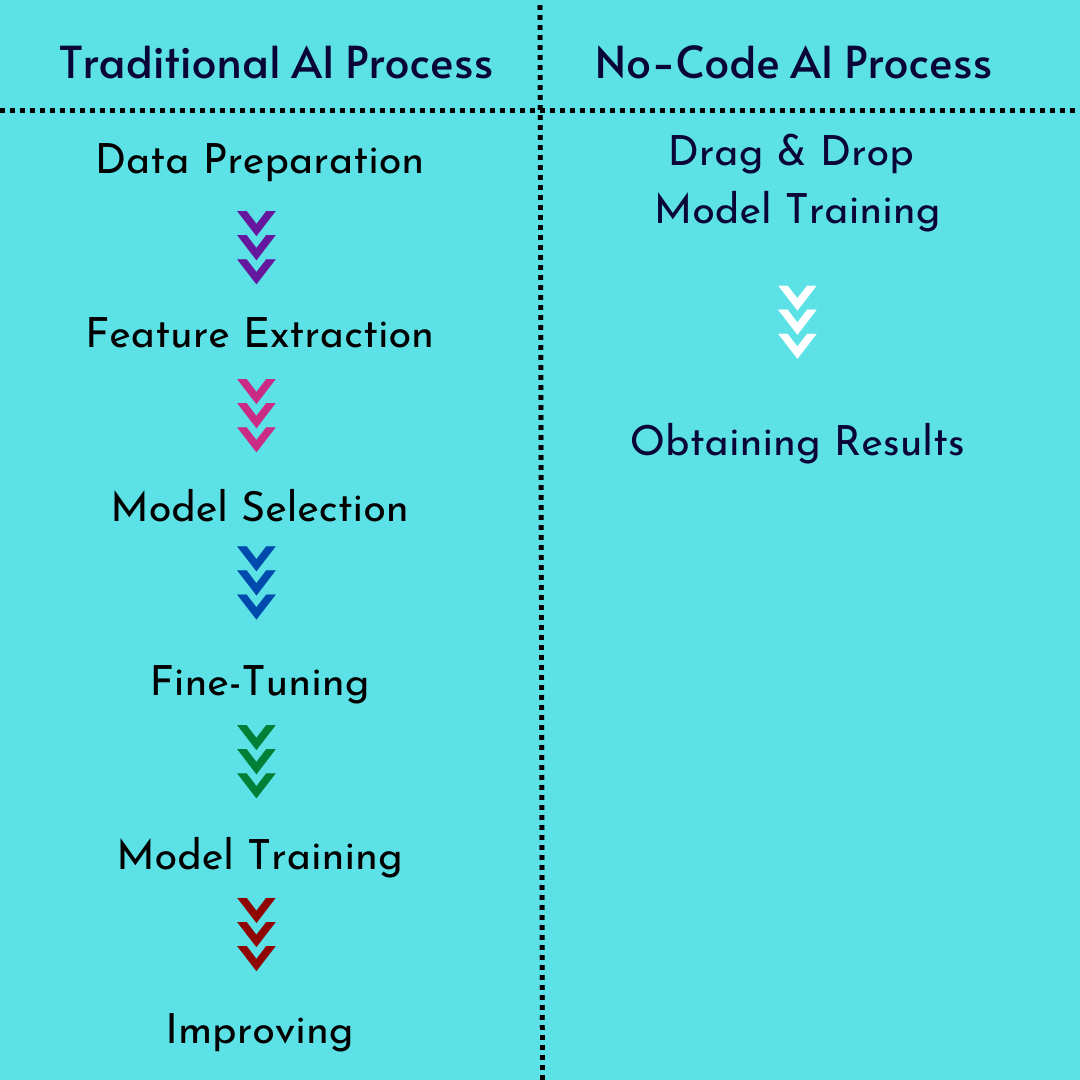 Traditional AI Process
Data Preparation
Feature Extraction
Model Selection
Fine-Tuning
Model Training
Improving
No-Code AI Process
Drag & Drop
Model Training
Obtaining Results